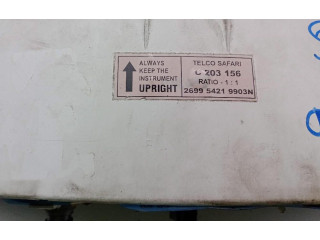 ALWAYS
KEEP THE
INSTRUMENT
UPRIGHT
TELCO SAFARI
203 156
RATIO - 1 : 1
2699 5421 9903N